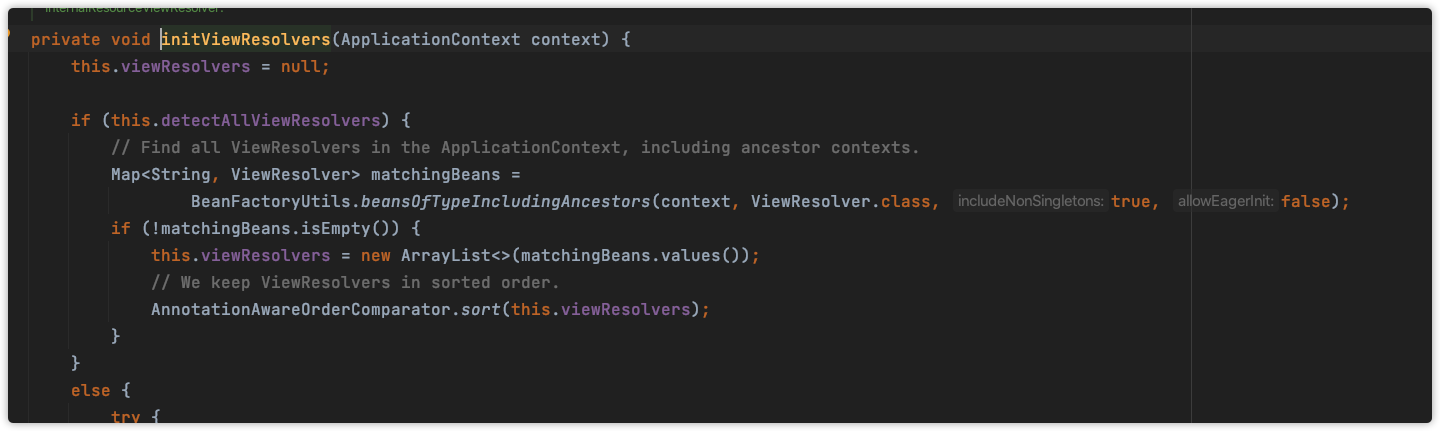 InternalResourceViewResolver.
private void initViewResolvers(ApplicationContext context) {
this.viewResolvers = null;
if (this.detectAllViewResolvers) {
// Find all ViewResolvers in the ApplicationContext, including ancestor contexts.
Map<String, ViewResolver> matchingBeans =
BeanFactoryUtils.beansOfTypeIncludingAncestors(context, ViewResolver.class, includeNonSingletons: true, allowEagerInit: false);
if (!matchingBeans.isEmpty()) {
this.viewResolvers = new ArrayList<>(matchingBeans.values());
// We keep ViewResolvers in sorted order.
AnnotationAwareOrderComparator.sort(this.viewResolvers);
}
}
else {
try {